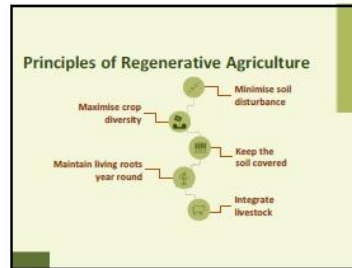 Principles of Regenerative Agriculture
Minimise soil
disturbance
Maximise crop
diversity
Keep the
soil covered
Maintain living roots
year round
Integrate
livestock